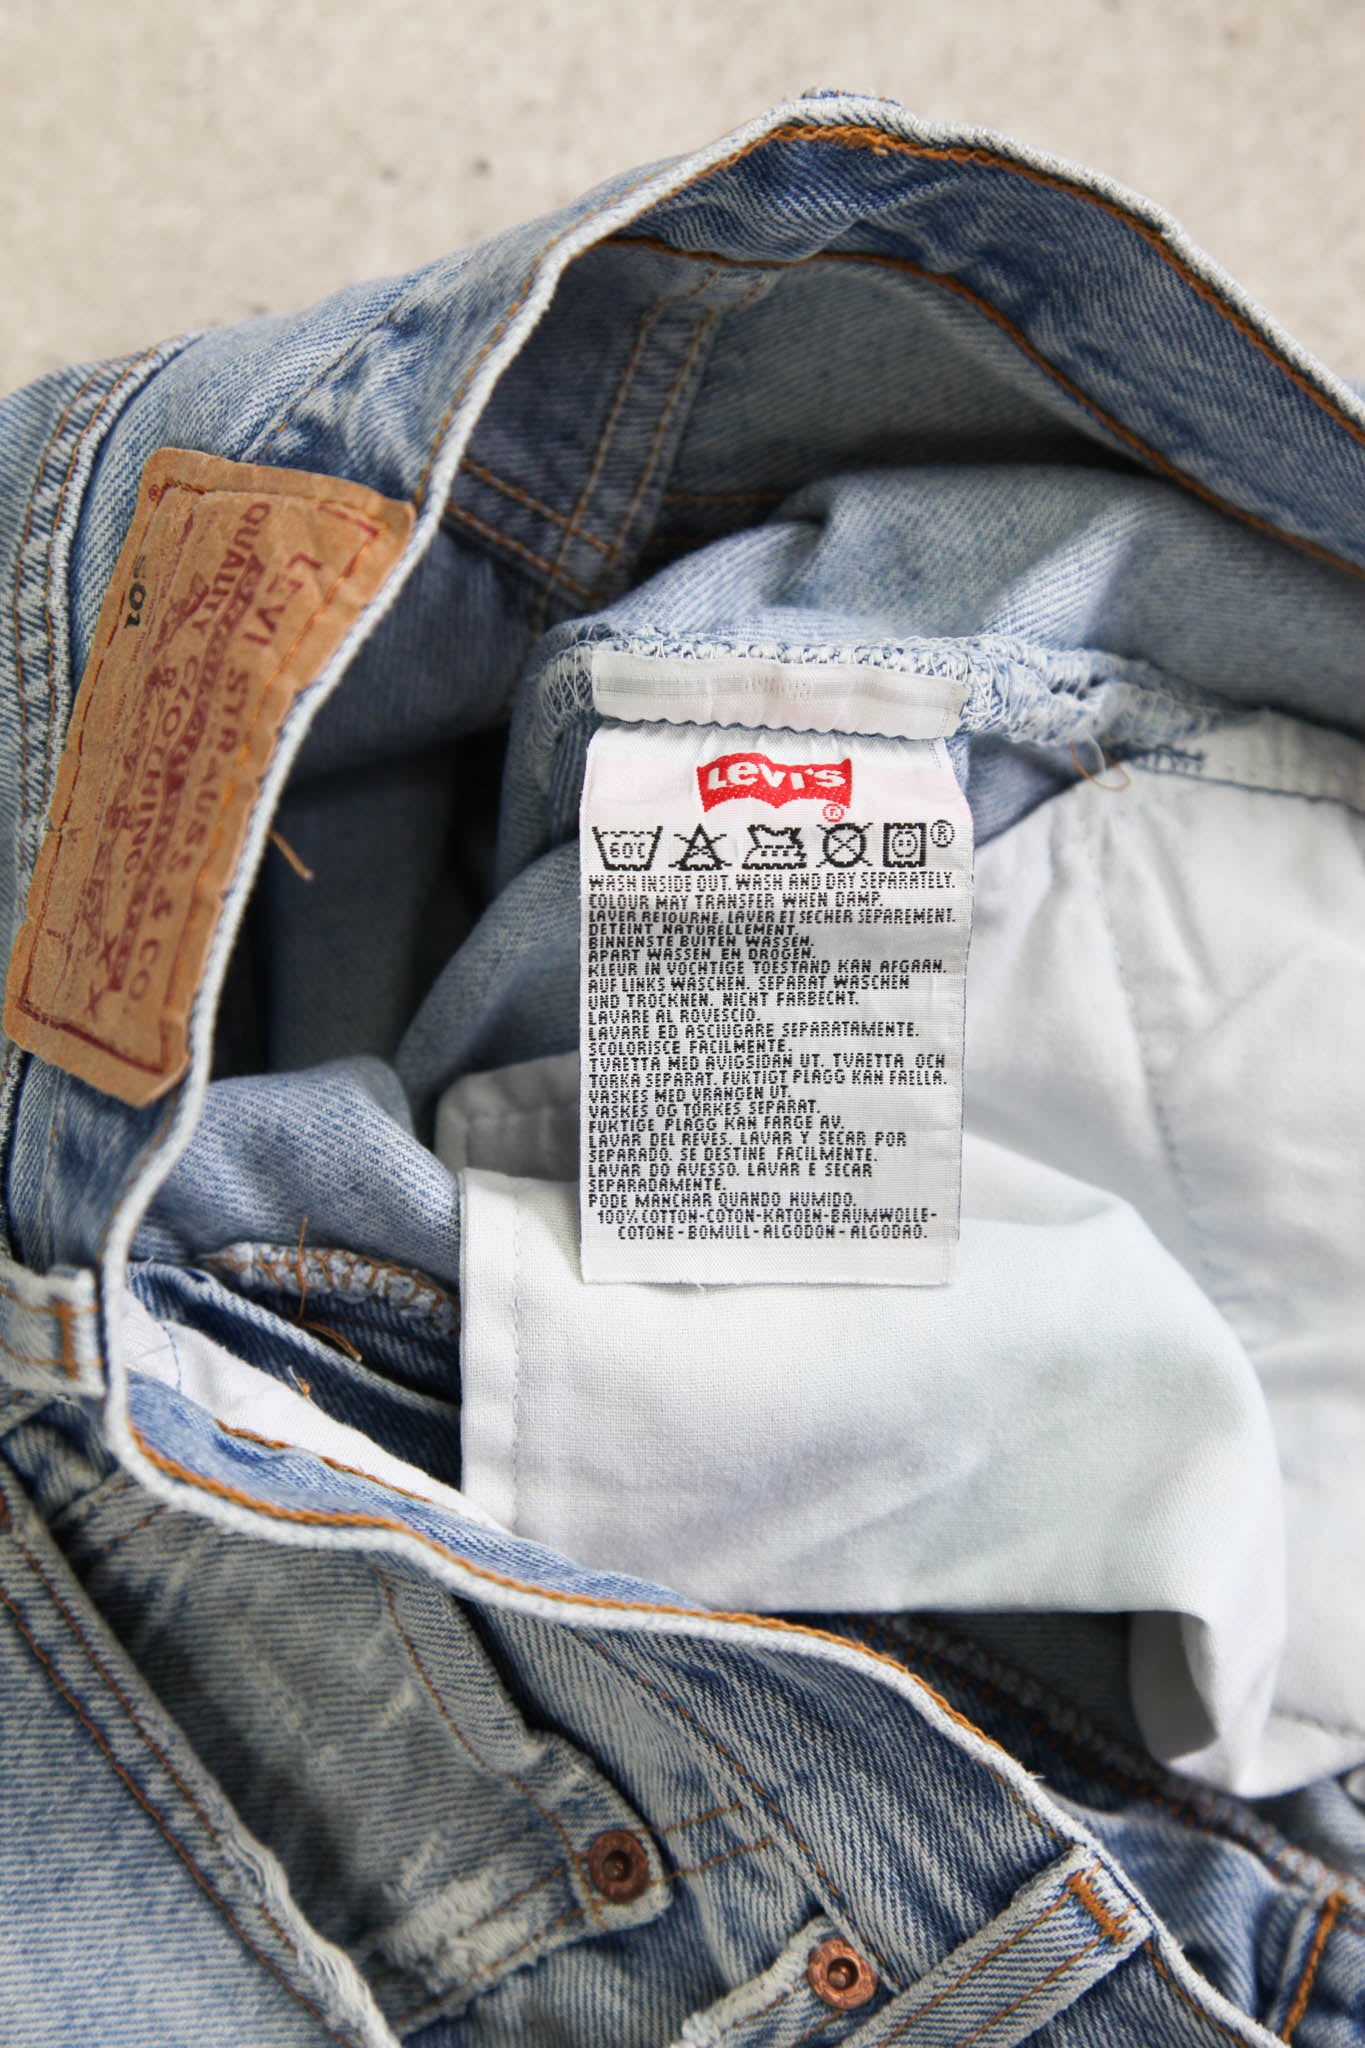 LEVI STRAUSS & CO.
QUALITY CLOTHING
501
®
XX
Levi's
®
60C
®
WASH INSIDE OUT. WASH AND DRY SEPARATELY.
COLOUR MAY TRANSFER WHEN DAMP.
LAVER RETOURNE. LAVER ET SECHER SEPAREMENT.
DETEINT NATURELLEMENT.
BINNENSTE BUITEN WASSEN.
APART WASSEN EN DROGEN.
KLEUR IN VOCHTIGE TOESTAND KAN AFGAAN.
AUF LINKS WASCHEN. SEPARAT WASCHEN
UND TROCKNEN. NICHT FARBECHT.
LAVARE AL ROVESCIO.
LAVARE ED ASCIUGARE SEPARATAMENTE.
SCOLORISCE FACILMENTE.
TVAETTA MED AVIGSIDAN UT. TVAETTA OCH
TORKA SEPARAT. FUKTIGT PLAGG KAN FAELLA.
VASKES MED VRANGEN UT.
VASKES OG TORKES SEPARAT.
FUKTIGE PLAGG KAN FARGE AV.
LAVAR DEL REVES. LAVAR Y SECAR POR
SEPARADO. SE DESTINE FACILMENTE.
LAVAR DO AVESSO. LAVAR E SECAR
SEPARADAMENTE.
PODE MANCHAR QUANDO HUMIDO.
100% COTTON-COTON-KATOEN-BAUMWOLLE-
COTONE-BOMULL-ALGODON-ALGODAO.